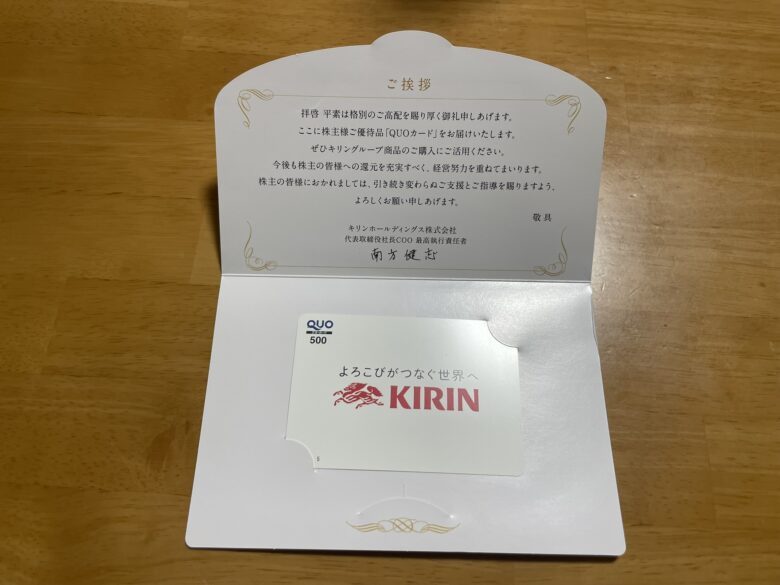 ご挨拶
拝啓 平素は格別のご高配を賜り厚く御礼申しあげます。
ここに株主様ご優待品「QUOカード」をお届けいたします。
ぜひキリングループ商品のご購入にご活用ください。
今後も株主の皆様への還元を充実すべく、経営努力を重ねてまいります。
株主の皆様におかれましては、引き続き変わらぬご支援とご指導を賜りますよう、
よろしくお願い申しあげます。
敬具
キリンホールディングス株式会社
代表取締役社長COO 最高執行責任者
南方健志
QUO
500
よろこびがつなぐ世界へ
KIRIN